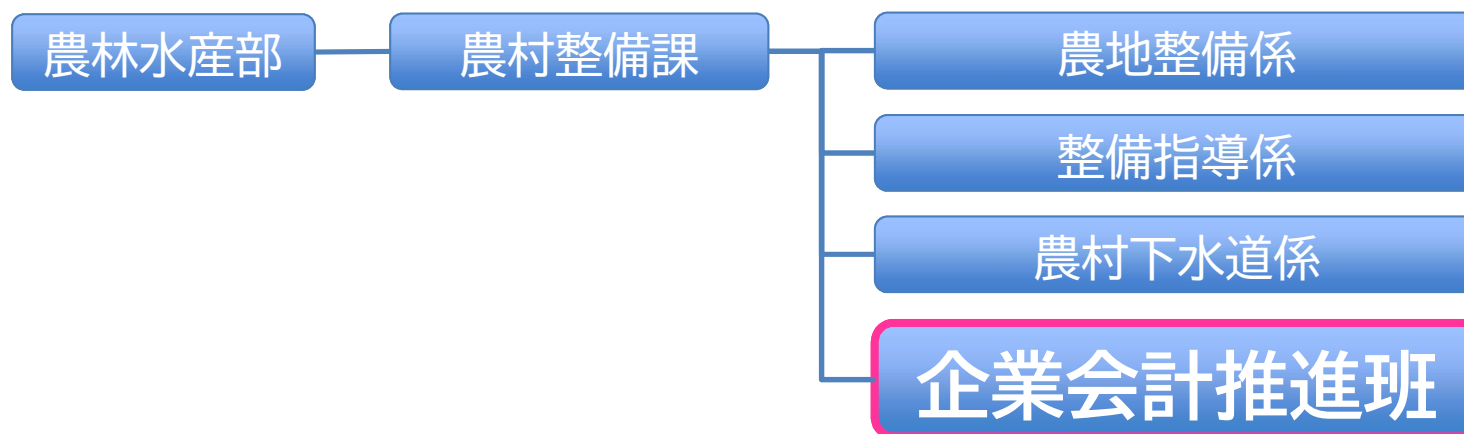 農林水産部
農村整備課
農地整備係
整備指導係
農村下水道係
企業会計推進班